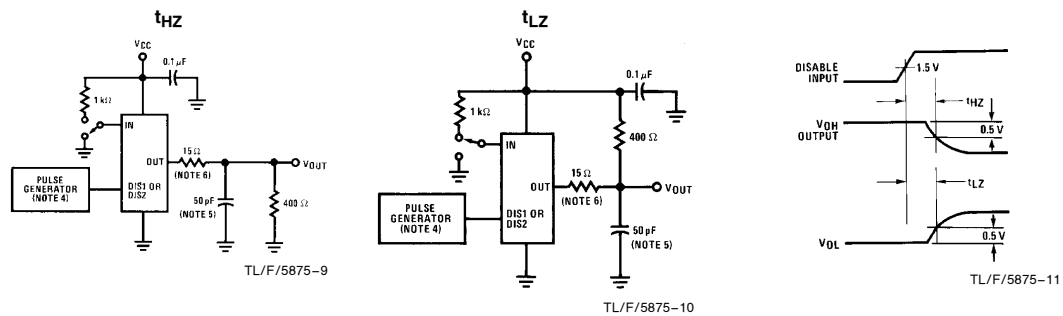 tHZ
VCC
0.1 μF
1 kΩ
IN
OUT
15 Ω
(NOTE 6)
VOUT
PULSE
GENERATOR
(NOTE 4)
DIS1 OR
DIS2
50 pF
(NOTE 5)
400 Ω
TL/F/5875–9
tLZ
VCC
0.1 μF
1 kΩ
400 Ω
IN
15 Ω
OUT
(NOTE 6)
VOUT
PULSE
GENERATOR
(NOTE 4)
DIS1 OR
DIS2
50 pF
(NOTE 5)
TL/F/5875–10
DISABLE
INPUT
1.5 V
tHZ
VOH
OUTPUT
0.5 V
tLZ
0.5 V
VOL
TL/F/5875–11